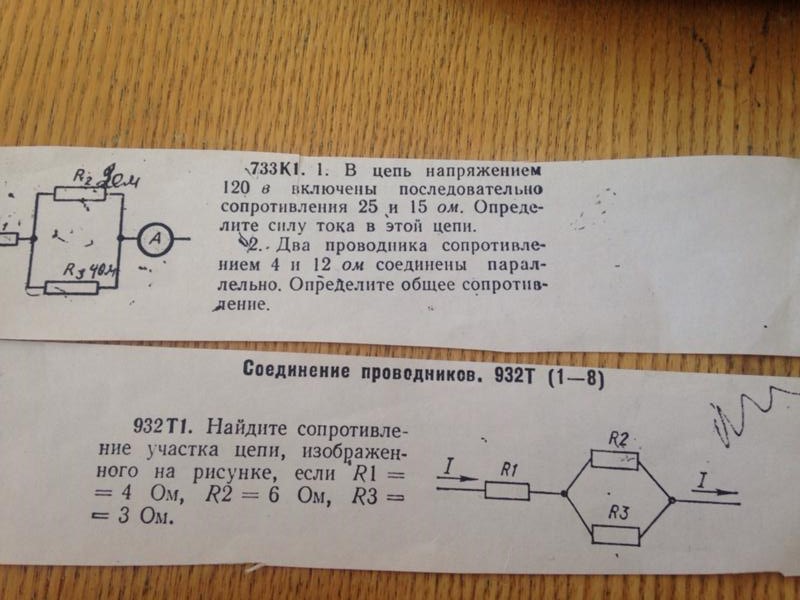 R₂ 2ом
A
R₃ 4ом
733К1. 1. В цепь напряжением
120 в включены последовательно
сопротивления 25 и 15 ом. Опреде-
лите силу тока в этой цепи.
2. Два проводника сопротивле-
нием 4 и 12 ом соединены парал-
лельно. Определите общее сопротив-
ление.
Соединение проводников. 932Т (1—8)
932Т1. Найдите сопротивле-
ние участка цепи, изображен-
ного на рисунке, если R1 =
= 4 Ом, R2 = 6 Ом, R3 =
= 3 Ом.
I
R1
R2
R3
I